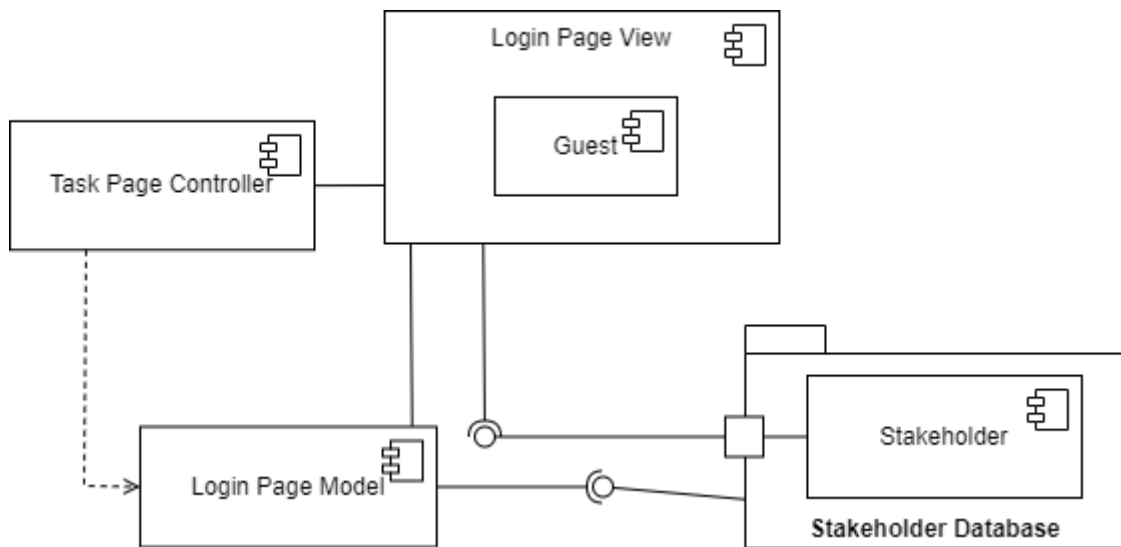 Login Page View
Guest
Task Page Controller
Stakeholder
Login Page Model
Stakeholder Database